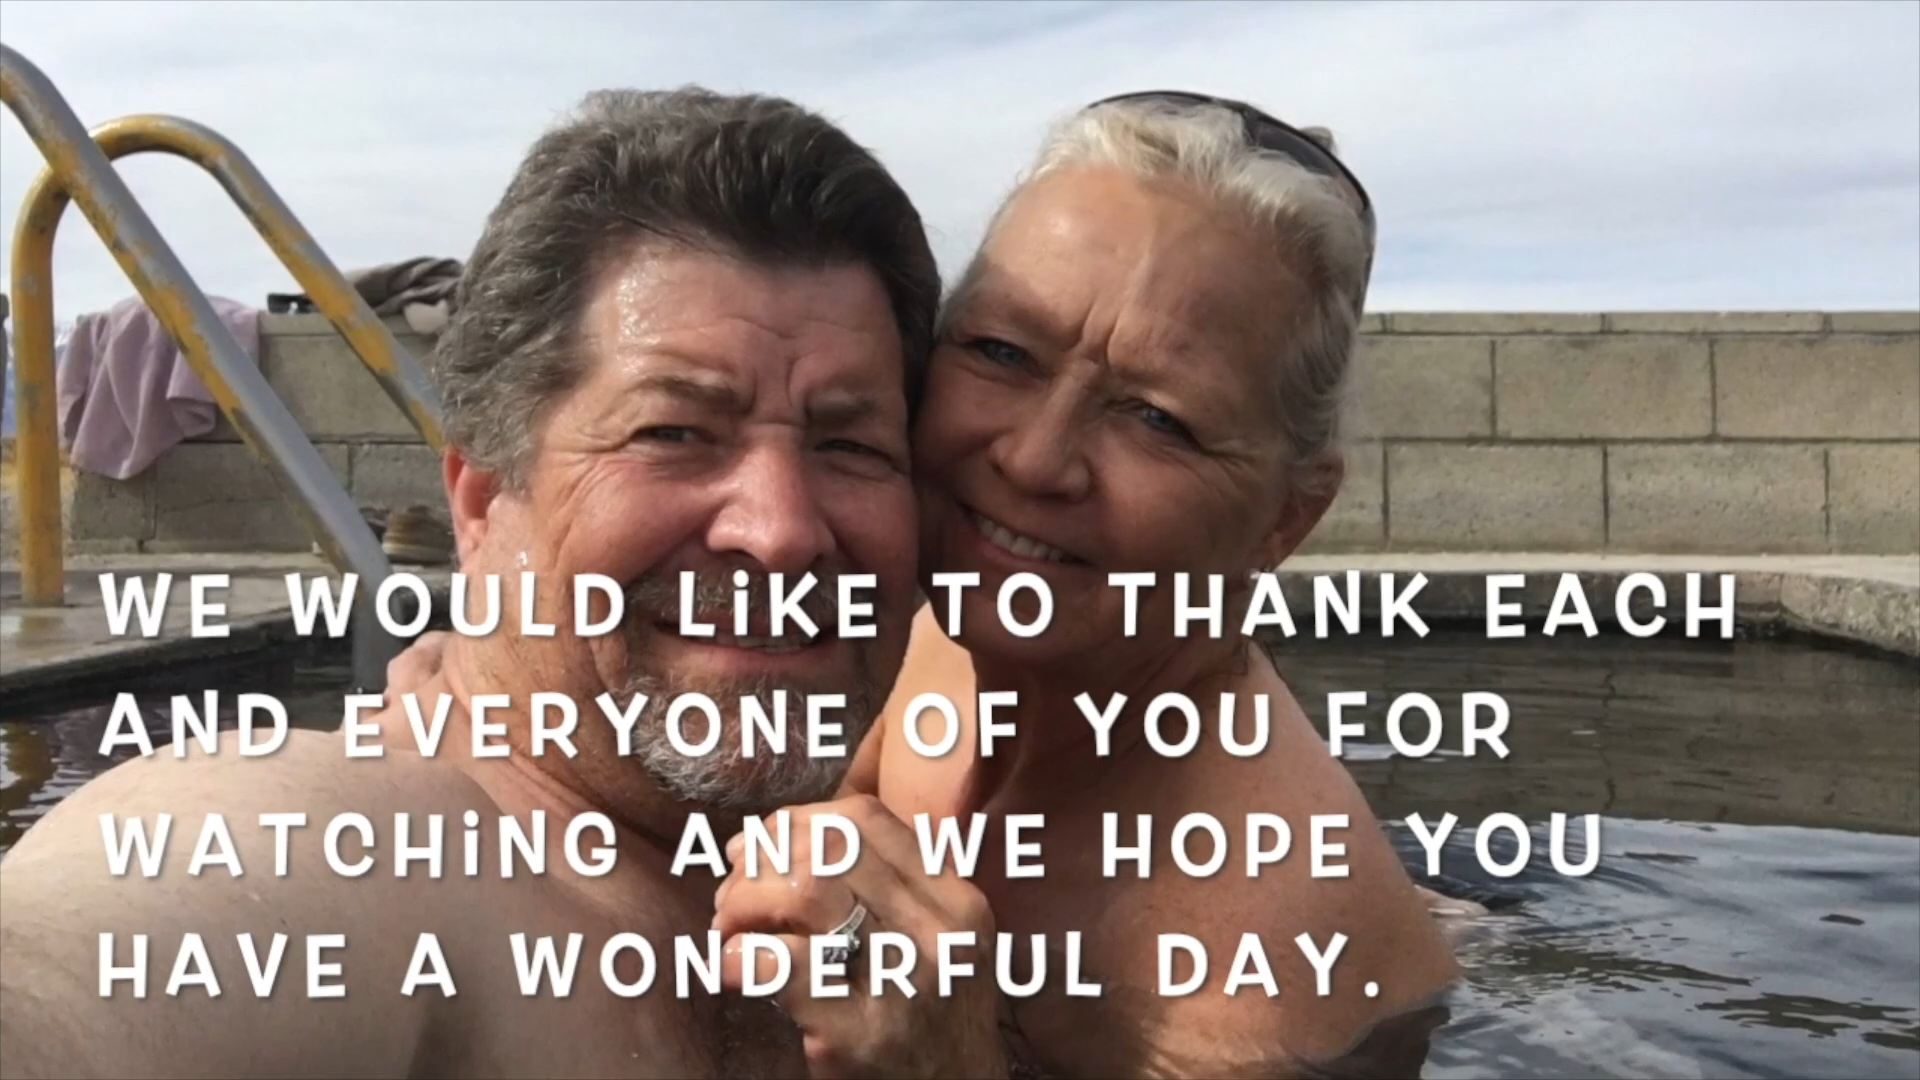 WE WOULD LiKE TO THANK EACH
AND EVERYONE OF YOU FOR
WATCHiNG AND WE HOPE YOU
HAVE A WONDERFUL DAY.